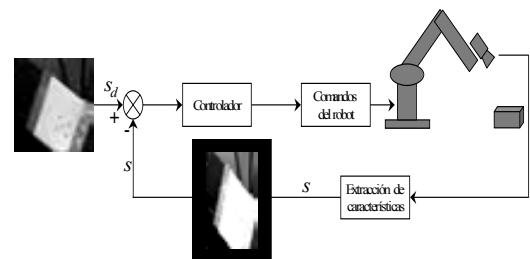 S_d
+
-
Controlador
Comandos
del robot
S
S
Extracción de
características